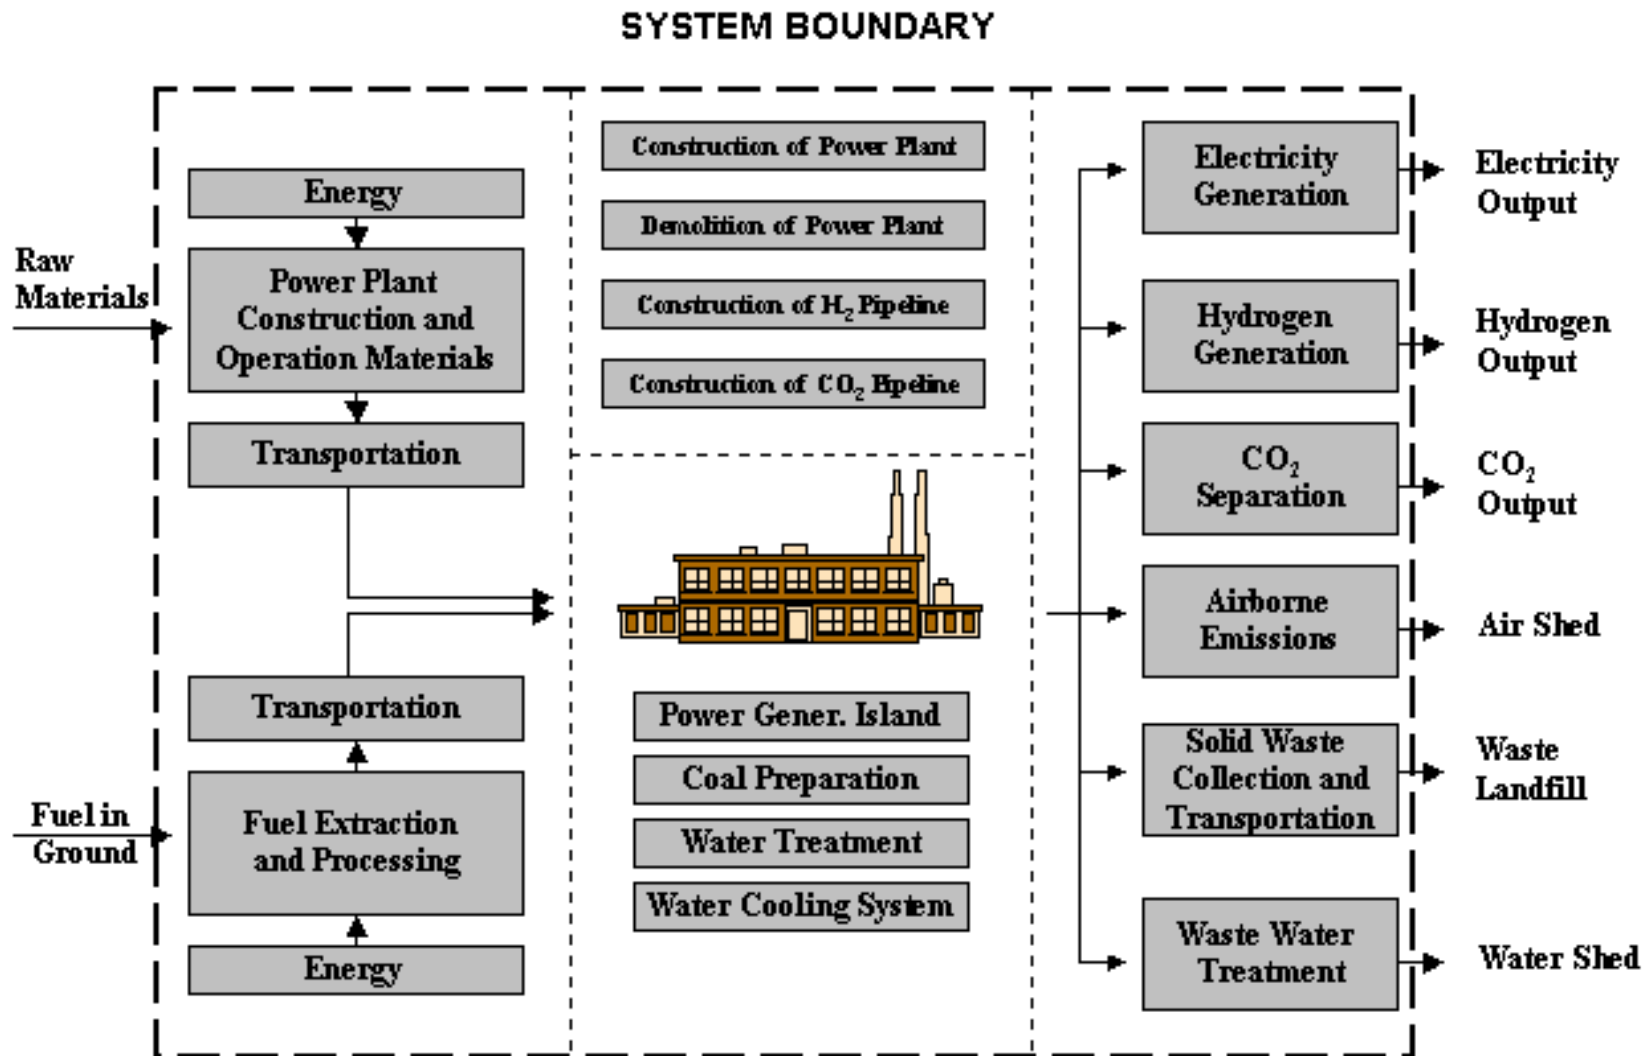 SYSTEM BOUNDARY
Raw
Materials
Energy
Power Plant
Construction and
Operation Materials
Transportation
Transportation
Fuel in
Ground
Fuel Extraction
and Processing
Energy
Construction of Power Plant
Demolition of Power Plant
Construction of H₂ Pipeline
Construction of CO₂ Pipeline
Power Gener. Island
Coal Preparation
Water Treatment
Water Cooling System
Electricity
Generation
Hydrogen
Generation
CO₂
Separation
Airborne
Emissions
Solid Waste
Collection and
Transportation
Waste Water
Treatment
Electricity
Output
Hydrogen
Output
CO₂
Output
Air Shed
Waste
Landfill
Water Shed